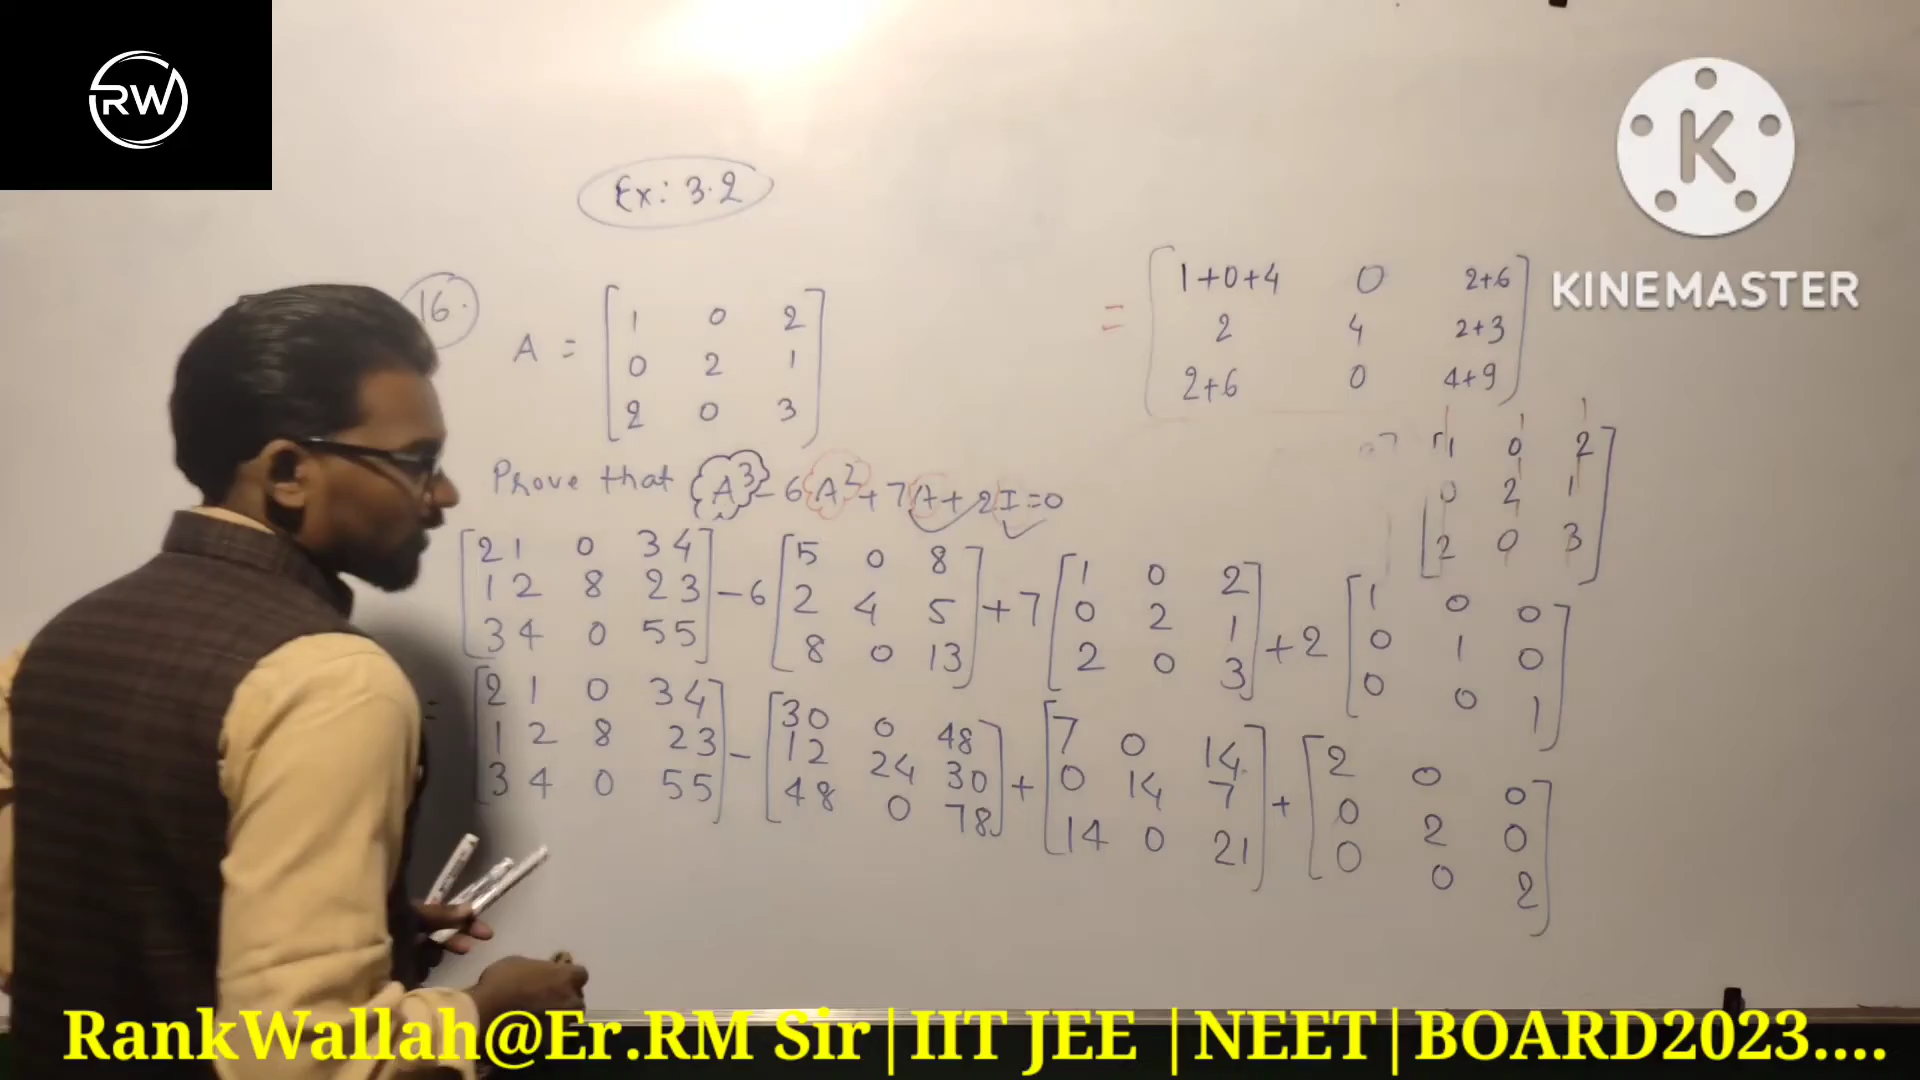 RW
KINEMASTER
Ex: 3.2
16.
A = [ 1 0 2
0 2 1
2 0 3 ]
Prove that A³ - 6A² + 7A + 2I = 0
[ 21 0 34
12 8 23
34 0 55 ] - 6 [ 5 0 8
2 4 5
8 0 13 ] + 7 [ 1 0 2
0 2 1
2 0 3 ] + 2 [ 1 0 0
0 1 0
0 0 1 ]
= [ 21 0 34
12 8 23
34 0 55 ] - [ 30 0 48
12 24 30
48 0 78 ] + [ 7 0 14
0 14 7
14 0 21 ] + [ 2 0 0
0 2 0
0 0 2 ]
= [ 1+0+4 0 2+6
2 4 2+3
2+6 0 4+9 ]
1 0 2
0 2 1
2 0 3 ]
RankWallah@Er.RM Sir|IIT JEE |NEET|BOARD2023....